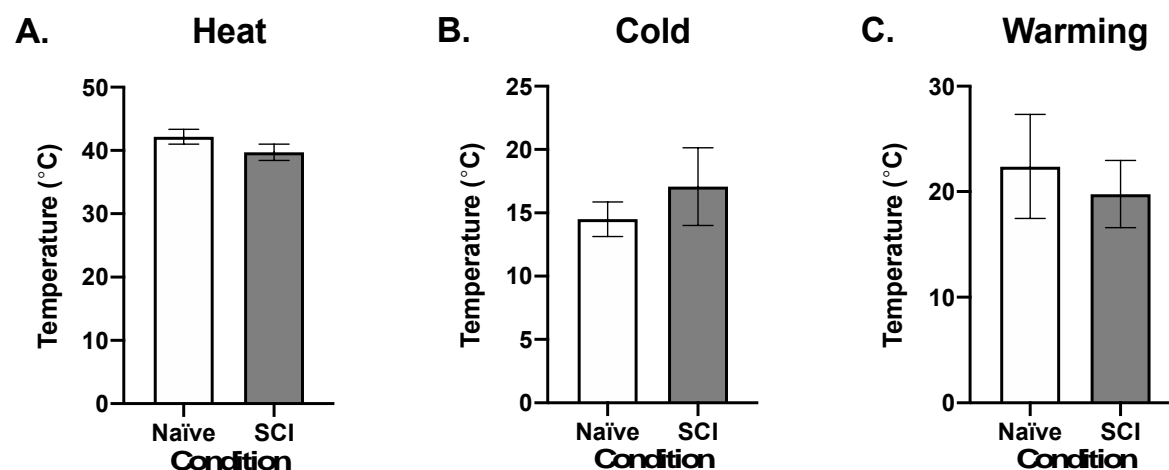 A. Heat
Temperature (°C)
50
40
30
20
10
0
Naïve SCI
Condition
B. Cold
Temperature (°C)
25
20
15
10
5
0
Naïve SCI
Condition
C. Warming
Temperature (°C)
30
20
10
0
Naïve SCI
Condition